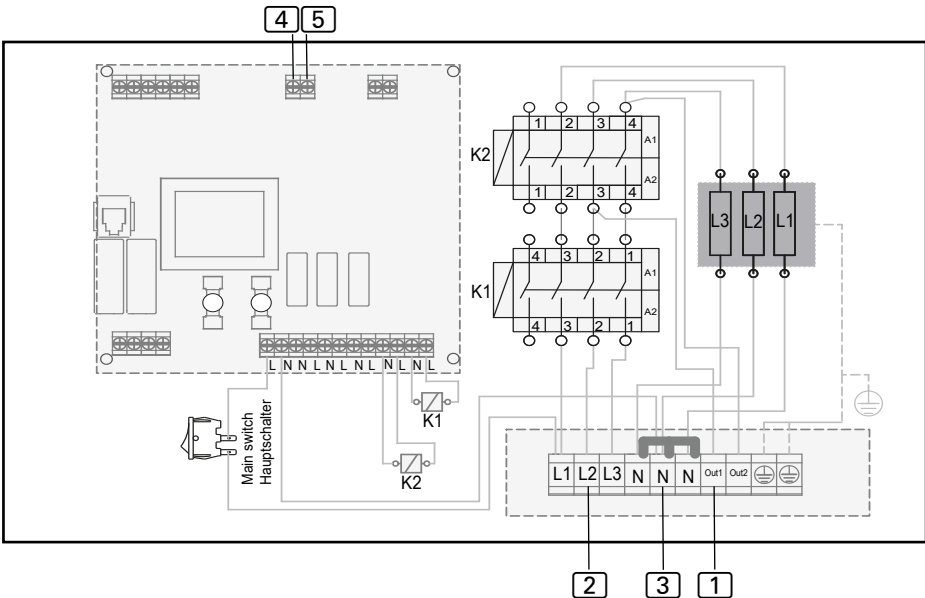 4 5
1 2 3 4
A1
K2
A2
1 2 3 4
L3 L2 L1
4 3 2 1
A1
K1
A2
4 3 2 1
L N N L N L N L N L N L
K1
Main switch
Hauptschalter
K2
L1 L2 L3 N N N Out1 Out2
2 3 1